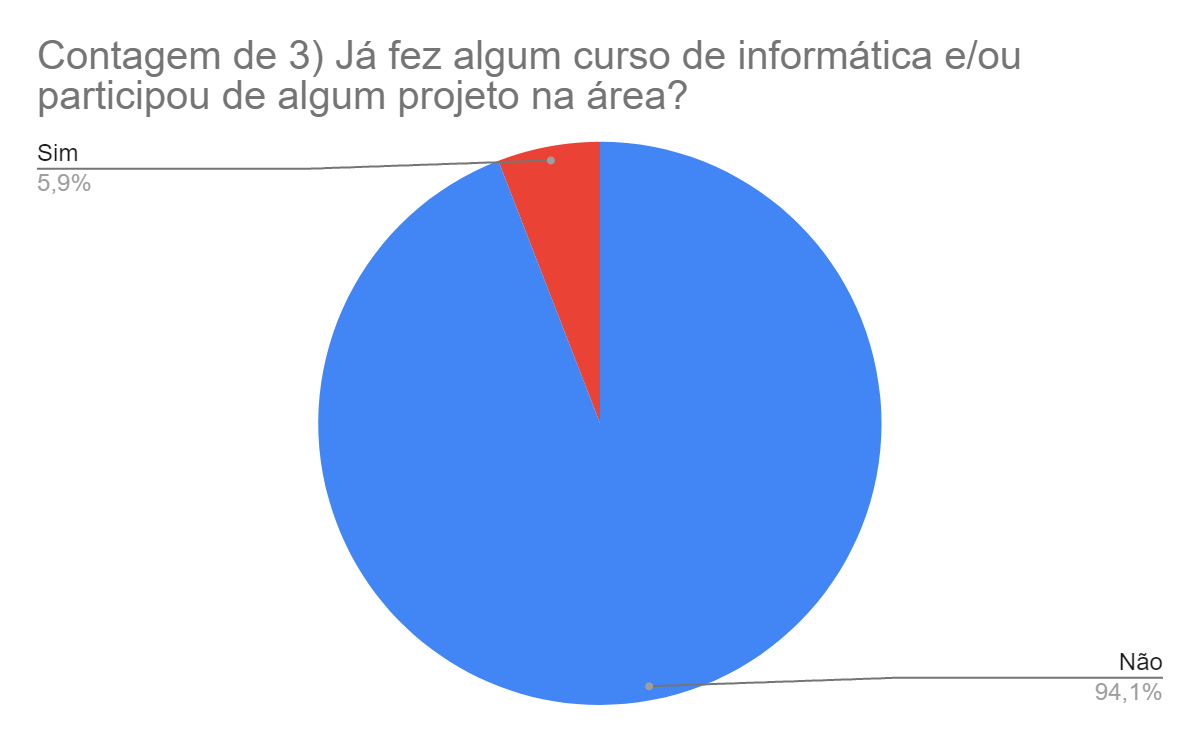 Contagem de 3) Já fez algum curso de informática e/ou
participou de algum projeto na área?
Sim
5,9%
Não
94,1%